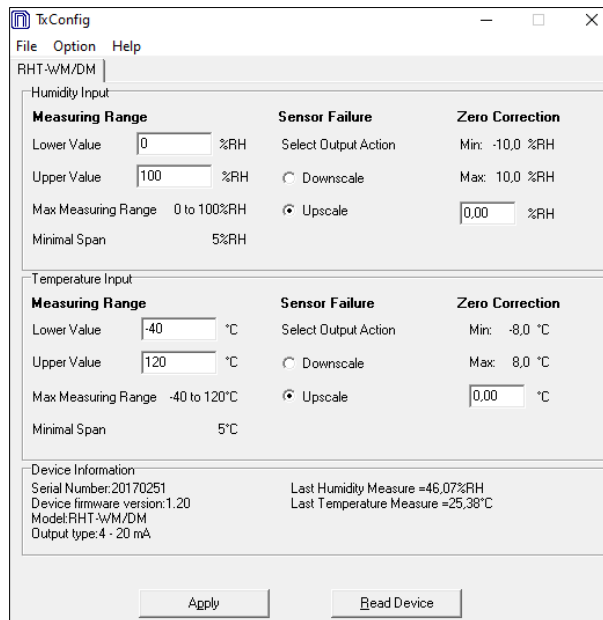 TxConfig
File Option Help
RHT-WM/DM
Humidity Input
Measuring Range Sensor Failure Zero Correction
Lower Value 0 %RH Select Output Action Min: -10,0 %RH
Upper Value 100 %RH Downscale Max: 10,0 %RH
Max Measuring Range 0 to 100%RH Upscale 0,00 %RH
Minimal Span 5%RH
Temperature Input
Measuring Range Sensor Failure Zero Correction
Lower Value -40 °C Select Output Action Min: -8,0 °C
Upper Value 120 °C Downscale Max: 8,0 °C
Max Measuring Range -40 to 120°C Upscale 0,00 °C
Minimal Span 5°C
Device Information
Serial Number:20170251 Last Humidity Measure =46,07%RH
Device firmware version:1.20 Last Temperature Measure =25,38°C
Model:RHT-WM/DM
Output type:4 - 20 mA
Apply Read Device